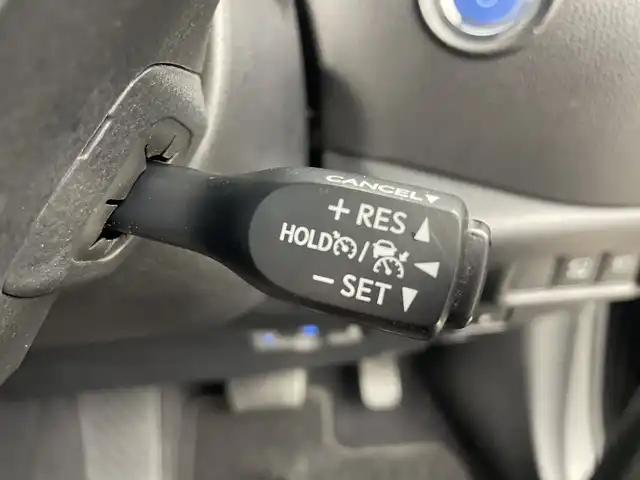 CANCEL▼
+ RES ▲
HOLD / ◀
− SET ▼